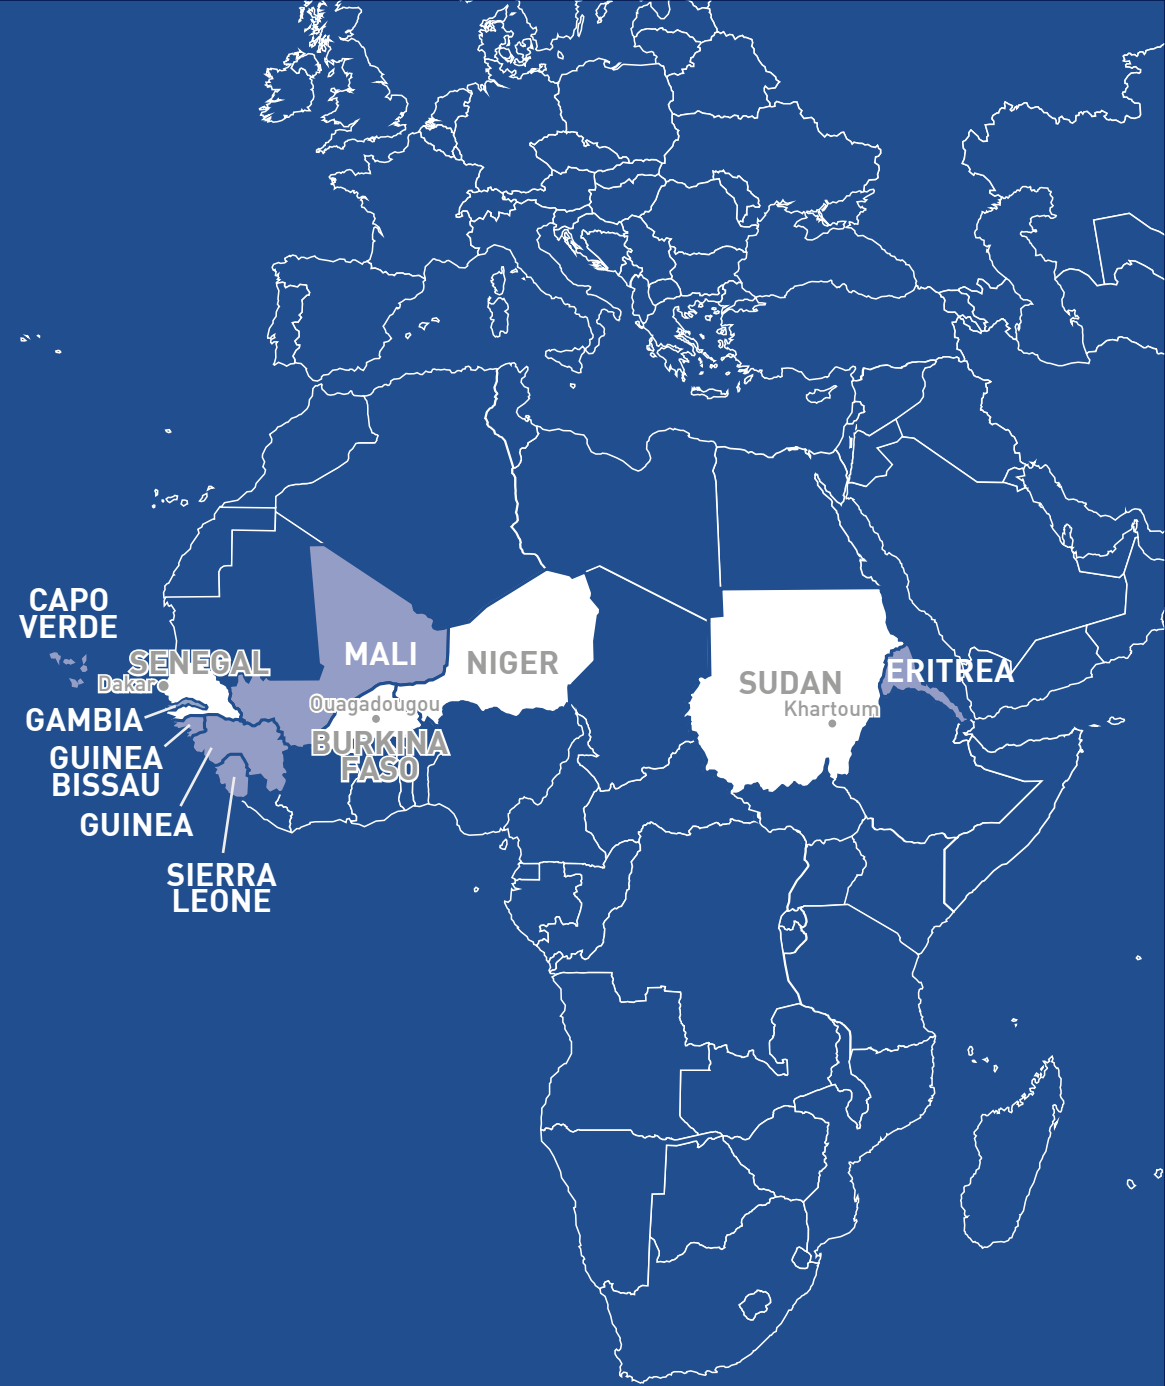 CAPO
VERDE
SENEGAL
Dakar
MALI
NIGER
SUDAN
Khartoum
ERITREA
Ouagadougou
GAMBIA
BURKINA
FASO
GUINEA
BISSAU
GUINEA
SIERRA
LEONE